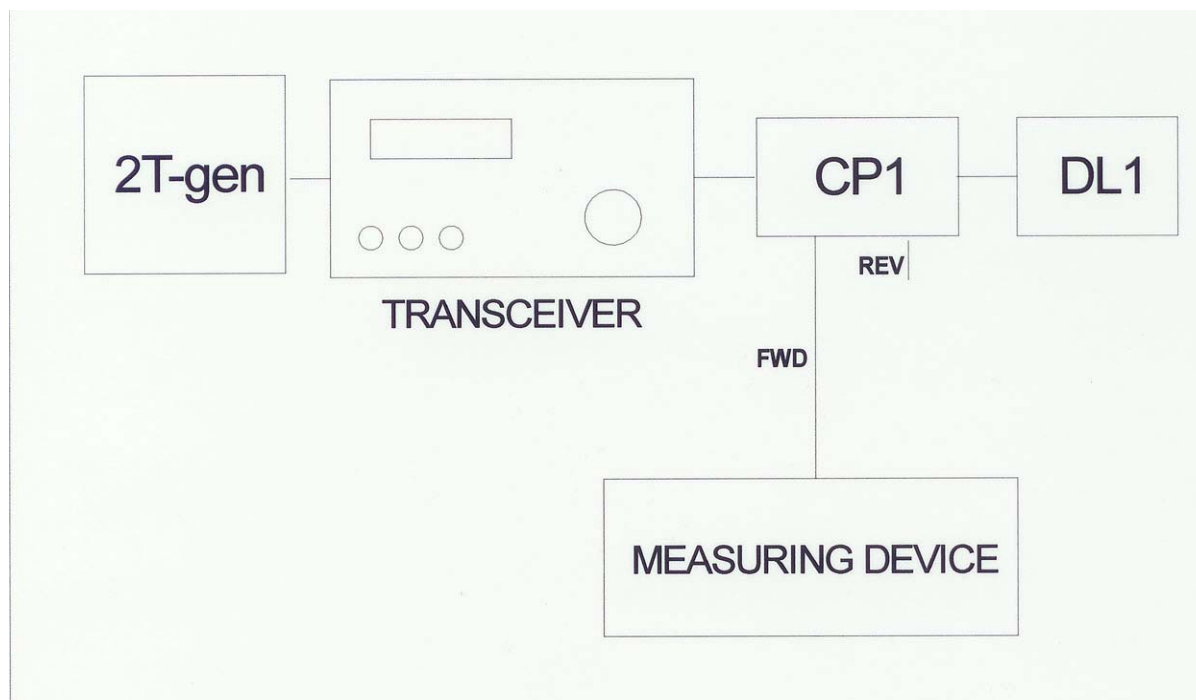 2T-gen
CP1
DL1
REV
TRANSCEIVER
FWD
MEASURING DEVICE